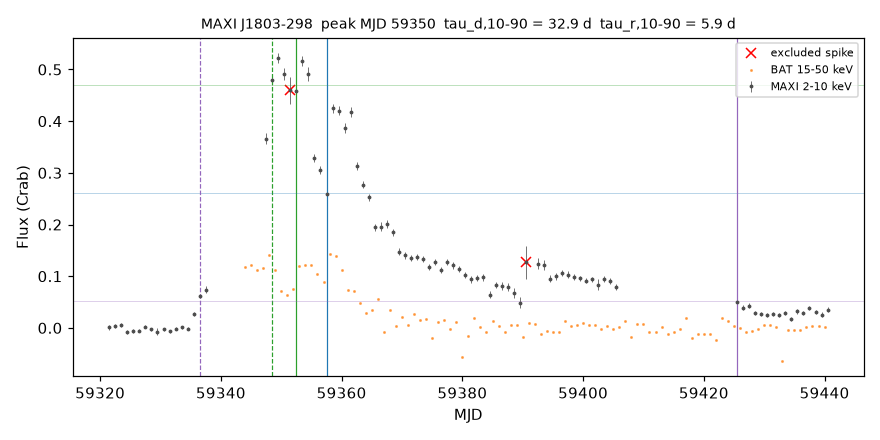 MAXI J1803-298  peak MJD 59350  tau_d,10-90 = 32.9 d  tau_r,10-90 = 5.9 d
excluded spike
BAT 15-50 keV
MAXI 2-10 keV
Flux (Crab)
0.5
0.4
0.3
0.2
0.1
0.0
59320
59340
59360
59380
59400
59420
59440
MJD